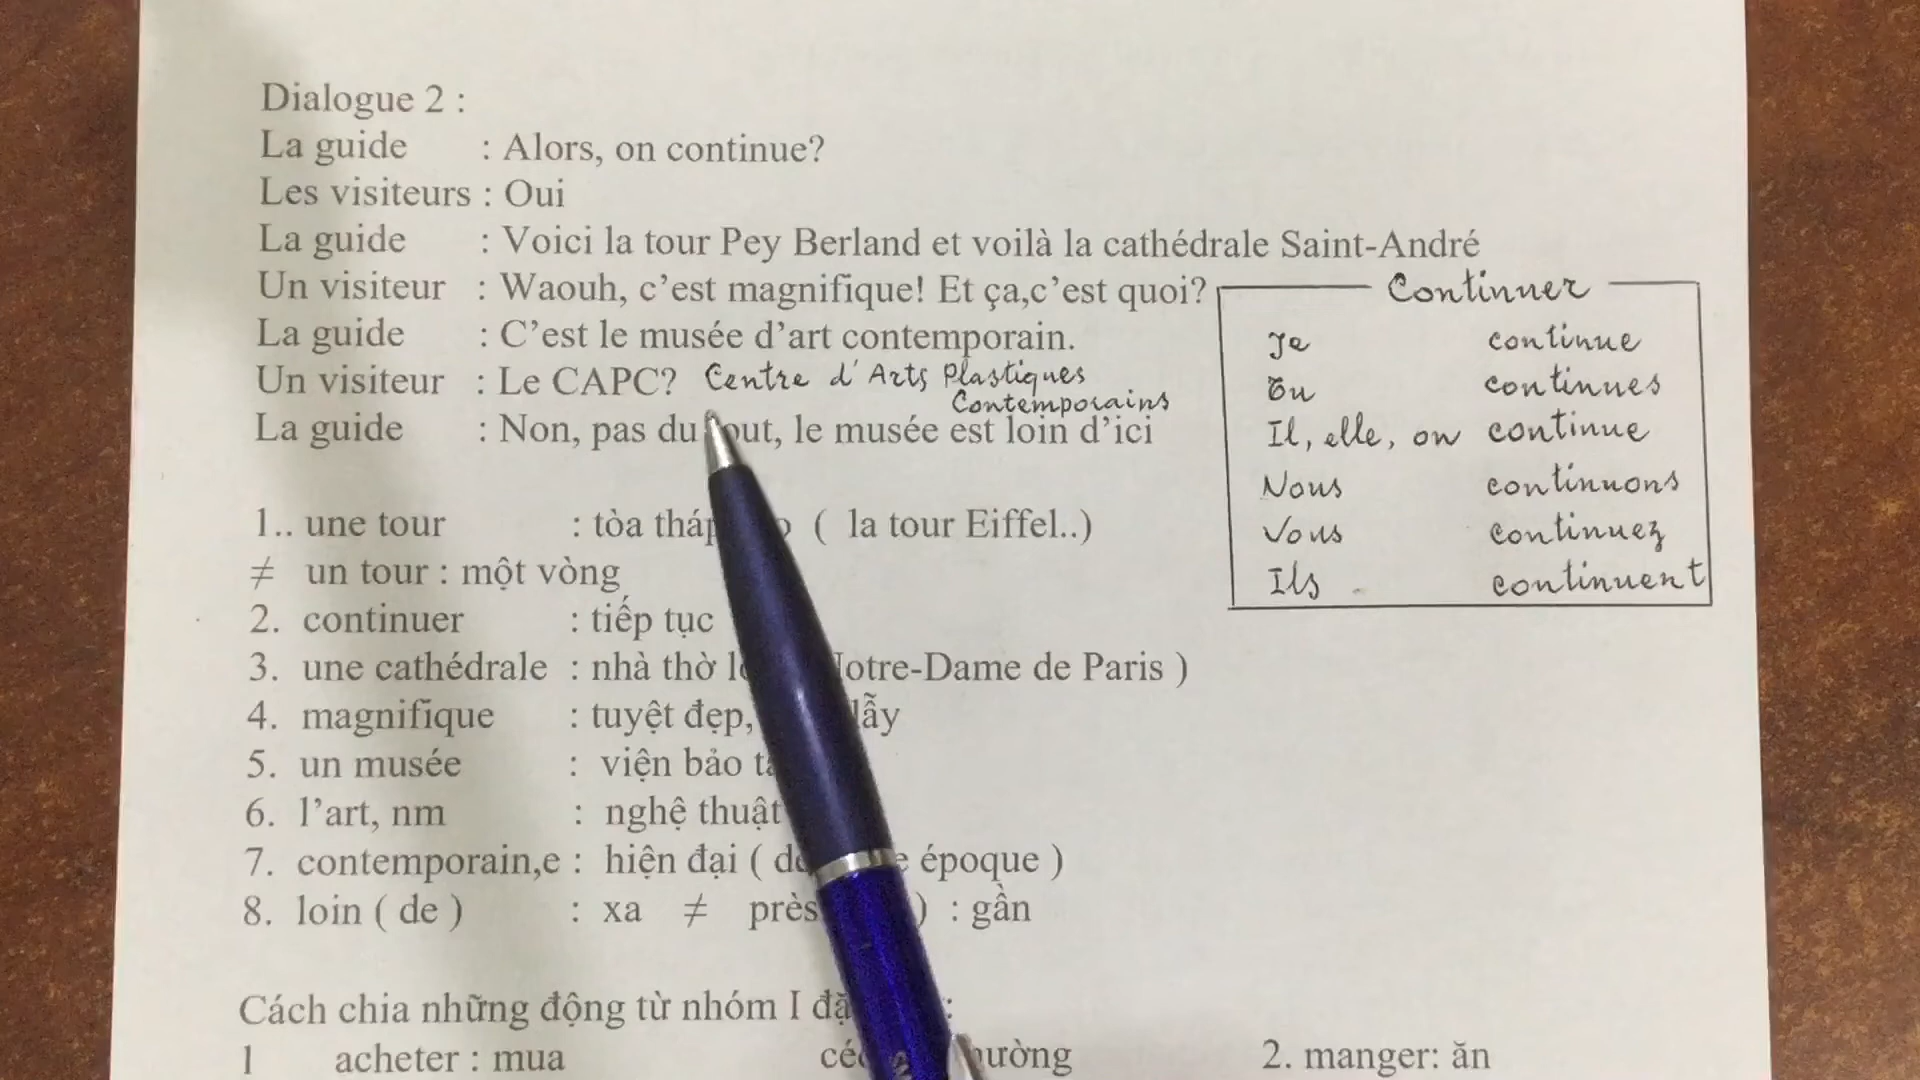 Dialogue 2 :
La guide : Alors, on continue?
Les visiteurs : Oui
La guide : Voici la tour Pey Berland et voilà la cathédrale Saint-André
Un visiteur : Waouh, c'est magnifique! Et ça,c'est quoi?
La guide : C'est le musée d'art contemporain.
Un visiteur : Le CAPC? Centre d'Arts Plastiques
Contemporains
La guide : Non, pas du out, le musée est loin d'ici
Continuer
Je continue
Tu continues
Il, elle, on continue
Nous continuons
Vous continuez
Ils continuent
1.. une tour : tòa tháp ( la tour Eiffel..)
≠ un tour : một vòng
2. continuer : tiếp tục
3. une cathédrale : nhà thờ otre-Dame de Paris )
4. magnifique : tuyệt đẹp, lẫy
5. un musée : viện bảo
6. l'art, nm : nghệ thuật
7. contemporain,e : hiện đại ( époque )
8. loin ( de ) : xa ≠ près ) : gần
Cách chia những động từ nhóm I :
1 acheter : mua 2. manger: ăn